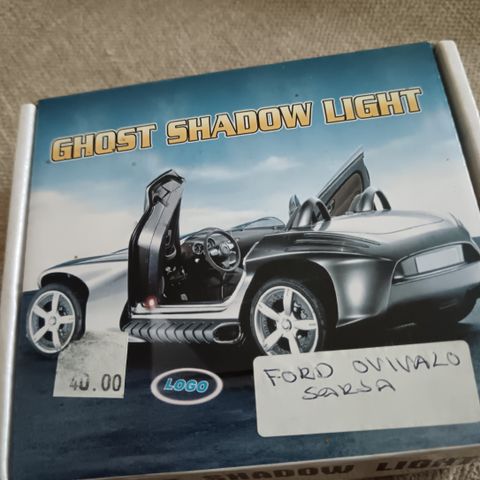 GHOST SHADOW LIGHT
40.00
LOGO
FORD OVIVALO
SARJA
SHADOW LIGHT